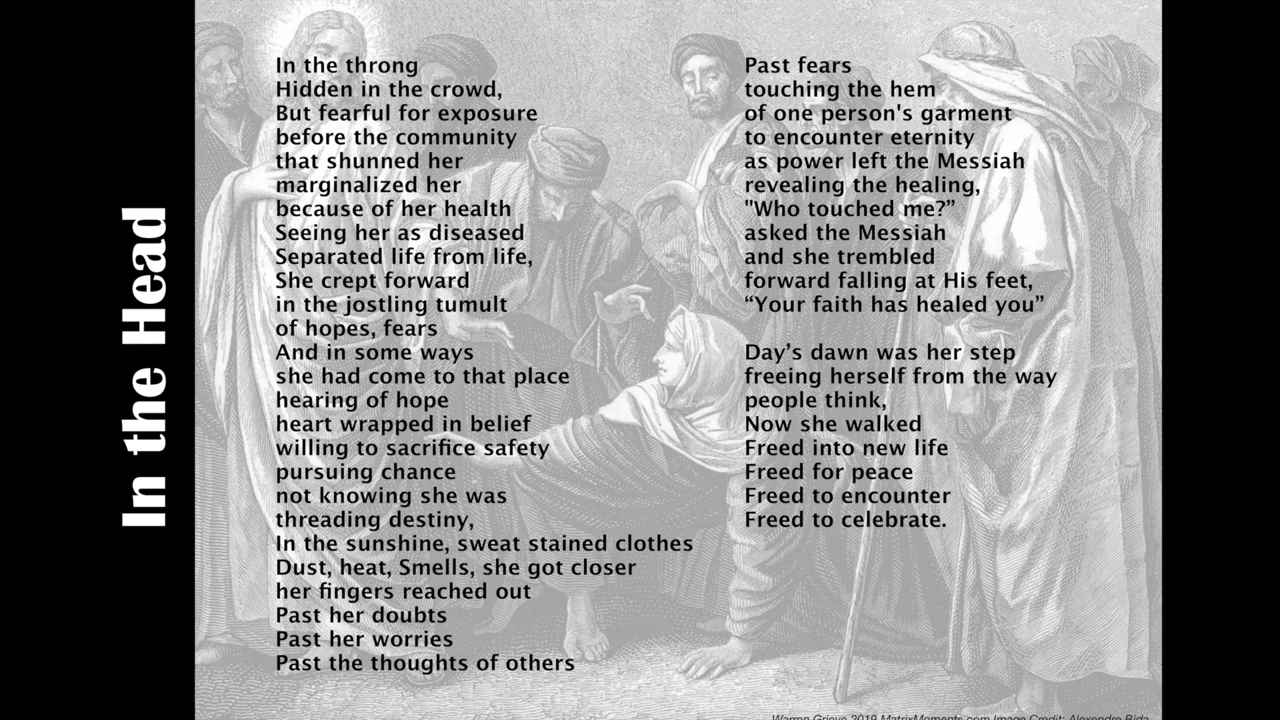 In the Head
In the throng
Hidden in the crowd,
But fearful for exposure
before the community
that shunned her
marginalized her
because of her health
Seeing her as diseased
Separated life from life,
She crept forward
in the jostling tumult
of hopes, fears
And in some ways
she had come to that place
hearing of hope
heart wrapped in belief
willing to sacrifice safety
pursuing chance
not knowing she was
threading destiny,
In the sunshine, sweat stained clothes
Dust, heat, Smells, she got closer
her fingers reached out
Past her doubts
Past her worries
Past the thoughts of others
Past fears
touching the hem
of one person's garment
to encounter eternity
as power left the Messiah
revealing the healing,
"Who touched me?”
asked the Messiah
and she trembled
forward falling at His feet,
“Your faith has healed you”
Day’s dawn was her step
freeing herself from the way
people think,
Now she walked
Freed into new life
Freed for peace
Freed to encounter
Freed to celebrate.
Warren Grieve 2019 MatrixMoments.com Image Credit: Alexandre Bida